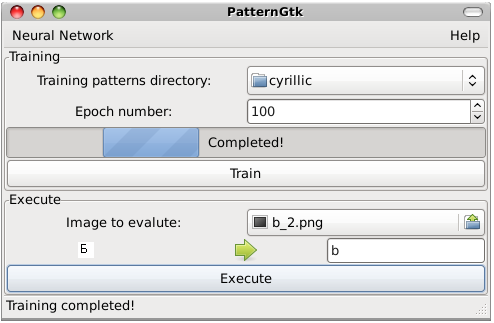 PatternGtk
Neural Network Help
Training
Training patterns directory: cyrillic
Epoch number: 100
Completed!
Train
Execute
Image to evalute: b_2.png
Б b
Execute
Training completed!